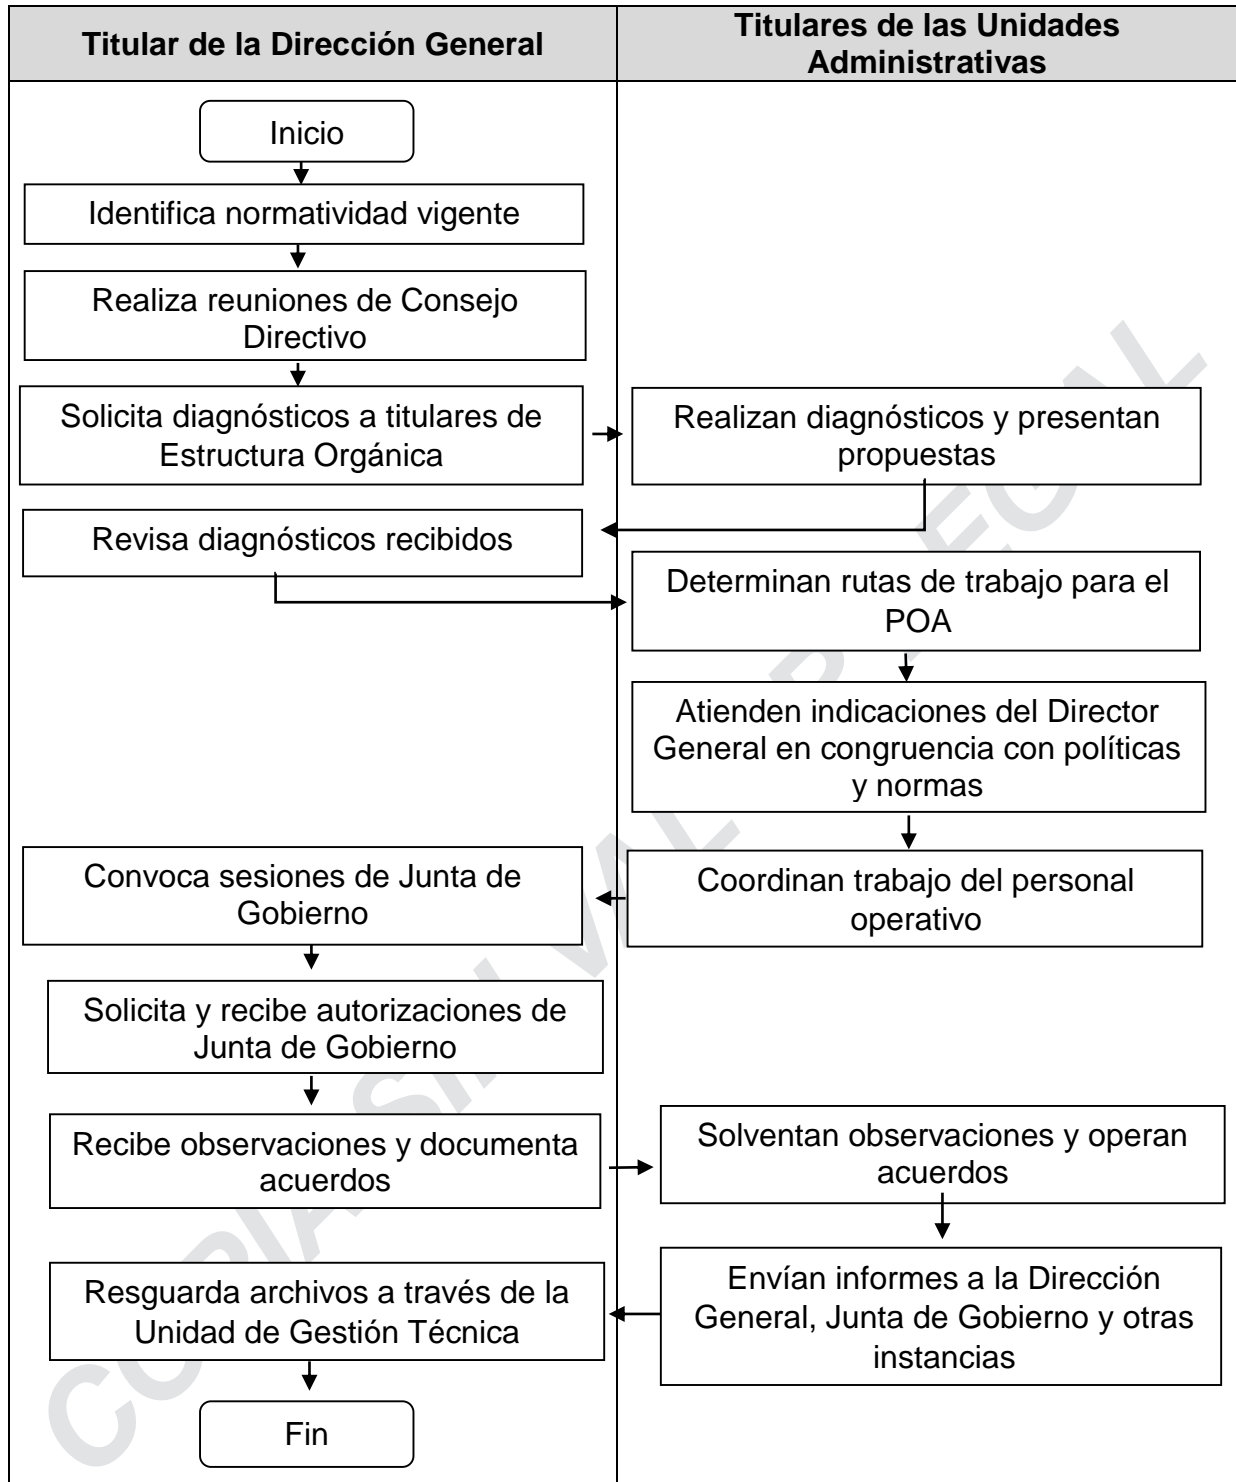 Titular de la Dirección General
Titulares de las Unidades
Administrativas
Inicio
Identifica normatividad vigente
Realiza reuniones de Consejo
Directivo
Solicita diagnósticos a titulares de
Estructura Orgánica
Realizan diagnósticos y presentan
propuestas
Revisa diagnósticos recibidos
Determinan rutas de trabajo para el
POA
Atienden indicaciones del Director
General en congruencia con políticas
y normas
Coordinan trabajo del personal
operativo
Convoca sesiones de Junta de
Gobierno
Solicita y recibe autorizaciones de
Junta de Gobierno
Recibe observaciones y documenta
acuerdos
Solventan observaciones y operan
acuerdos
Envían informes a la Dirección
General, Junta de Gobierno y otras
instancias
Resguarda archivos a través de la
Unidad de Gestión Técnica
Fin
COPIA SIN VALOR LEGAL